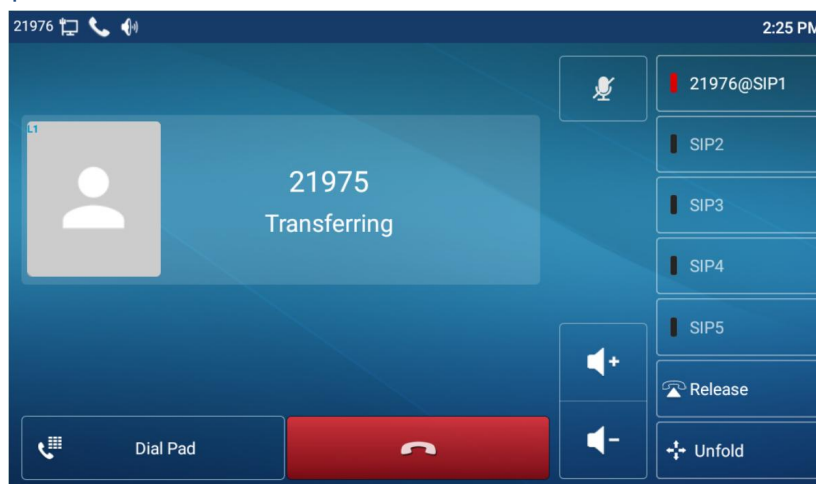 21976
2:25 PM
L1
21975
Transferring
21976@SIP1
SIP2
SIP3
SIP4
SIP5
Release
Unfold
Dial Pad